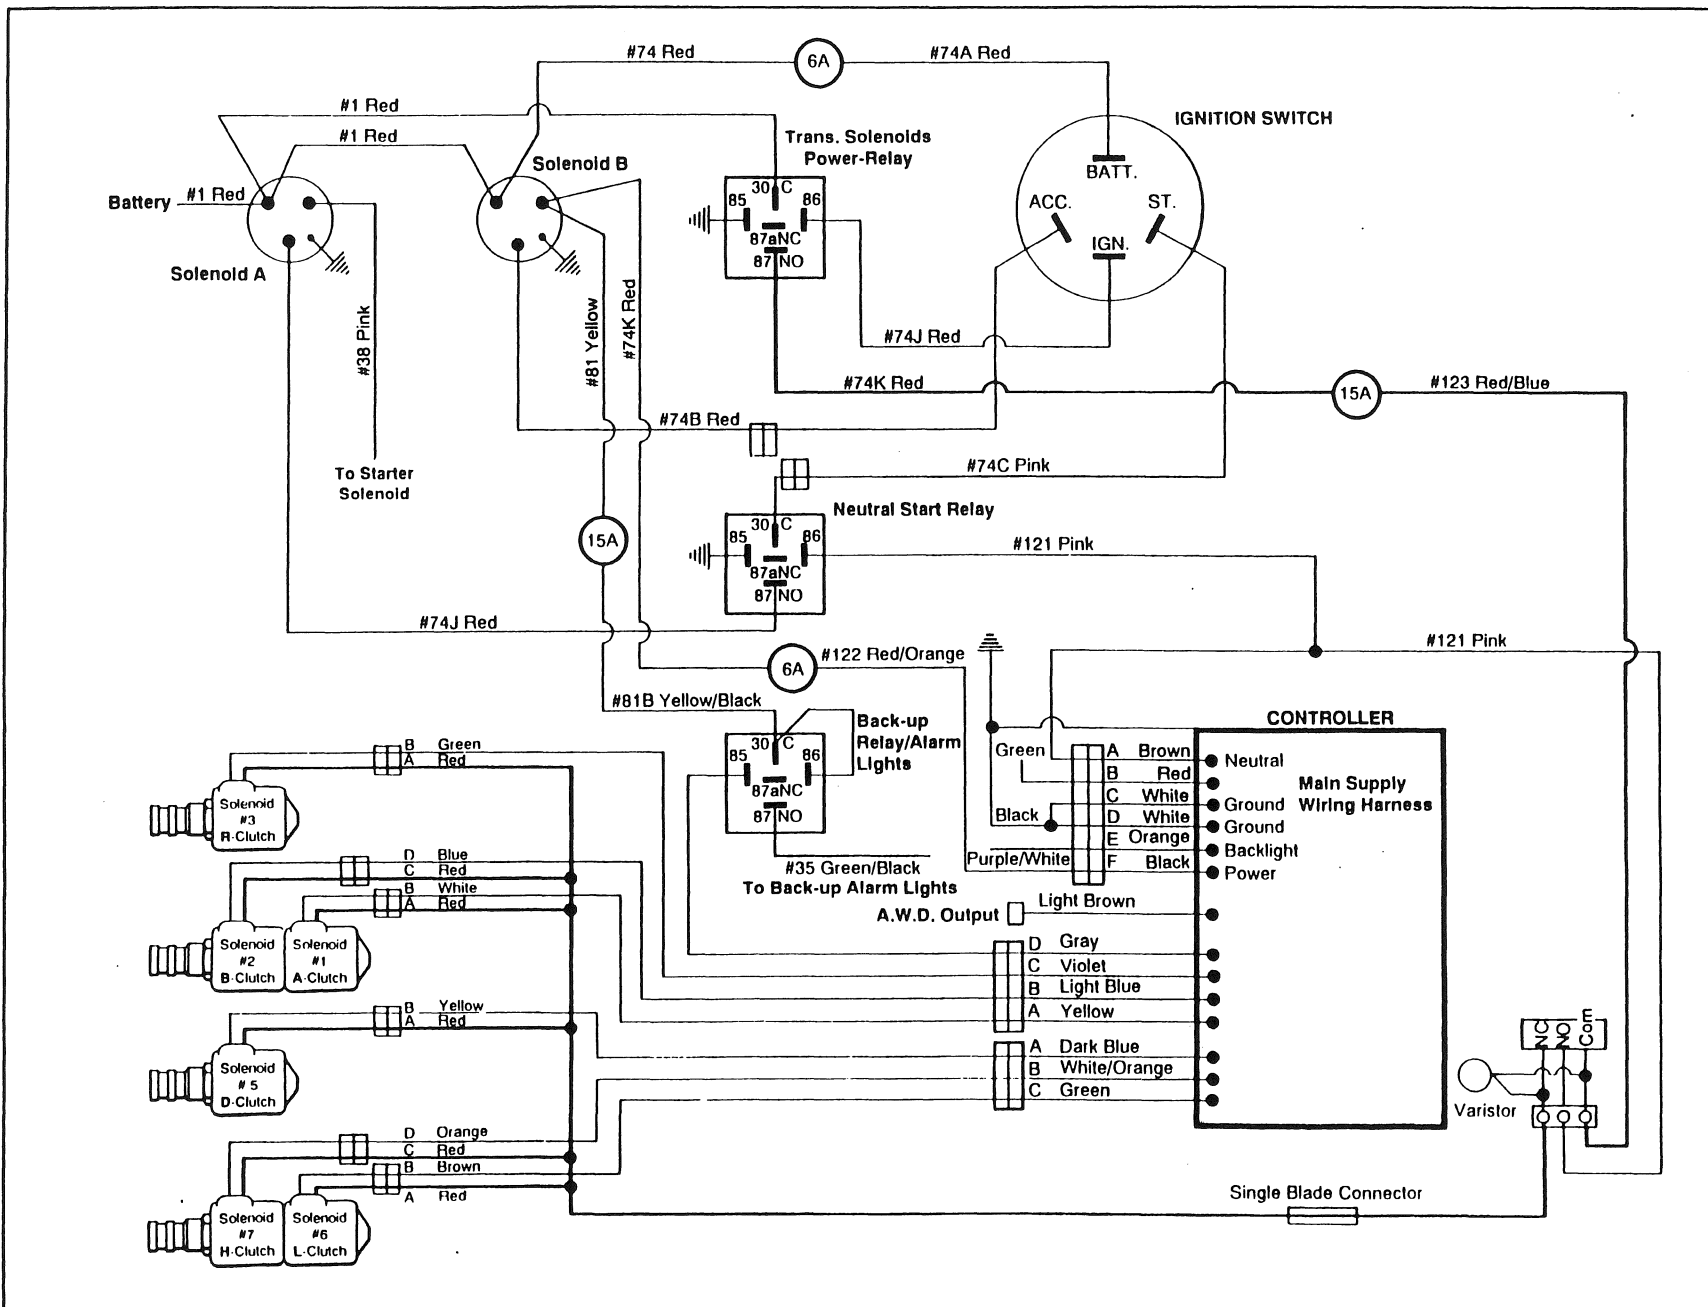 #74 Red
6A
#74A Red
#1 Red
IGNITION SWITCH
#1 Red
Trans. Solenoids
Power-Relay
Solenoid B
BATT.
Battery
#1 Red
30 C
85
86
ACC.
ST.
87aNC
IGN.
87 NO
Solenoid A
#38 Pink
#81 Yellow
#74K Red
#74J Red
#74K Red
15A
#123 Red/Blue
#74B Red
To Starter
Solenoid
#74C Pink
Neutral Start Relay
30 C
85
86
15A
#121 Pink
87aNC
87 NO
#74J Red
#121 Pink
6A
#122 Red/Orange
#81B Yellow/Black
Back-up
Relay/Alarm
Lights
30 C
85
86
87aNC
87 NO
#35 Green/Black
To Back-up Alarm Lights
CONTROLLER
Main Supply
Wiring Harness
Green
A Brown
Neutral
B Red
C White
Ground
Black
D White
Ground
E Orange
Backlight
Purple/White
F Black
Power
A.W.D. Output
Light Brown
D Gray
C Violet
B Light Blue
A Yellow
A Dark Blue
B White/Orange
C Green
B Green
A Red
Solenoid
#3
R-Clutch
D Blue
C Red
B White
A Red
Solenoid
#2
B-Clutch
Solenoid
#1
A-Clutch
B Yellow
A Red
Solenoid
# 5
D-Clutch
D Orange
C Red
B Brown
A Red
Solenoid
#7
H-Clutch
Solenoid
#6
L-Clutch
NC
NO
Com
Varistor
Single Blade Connector